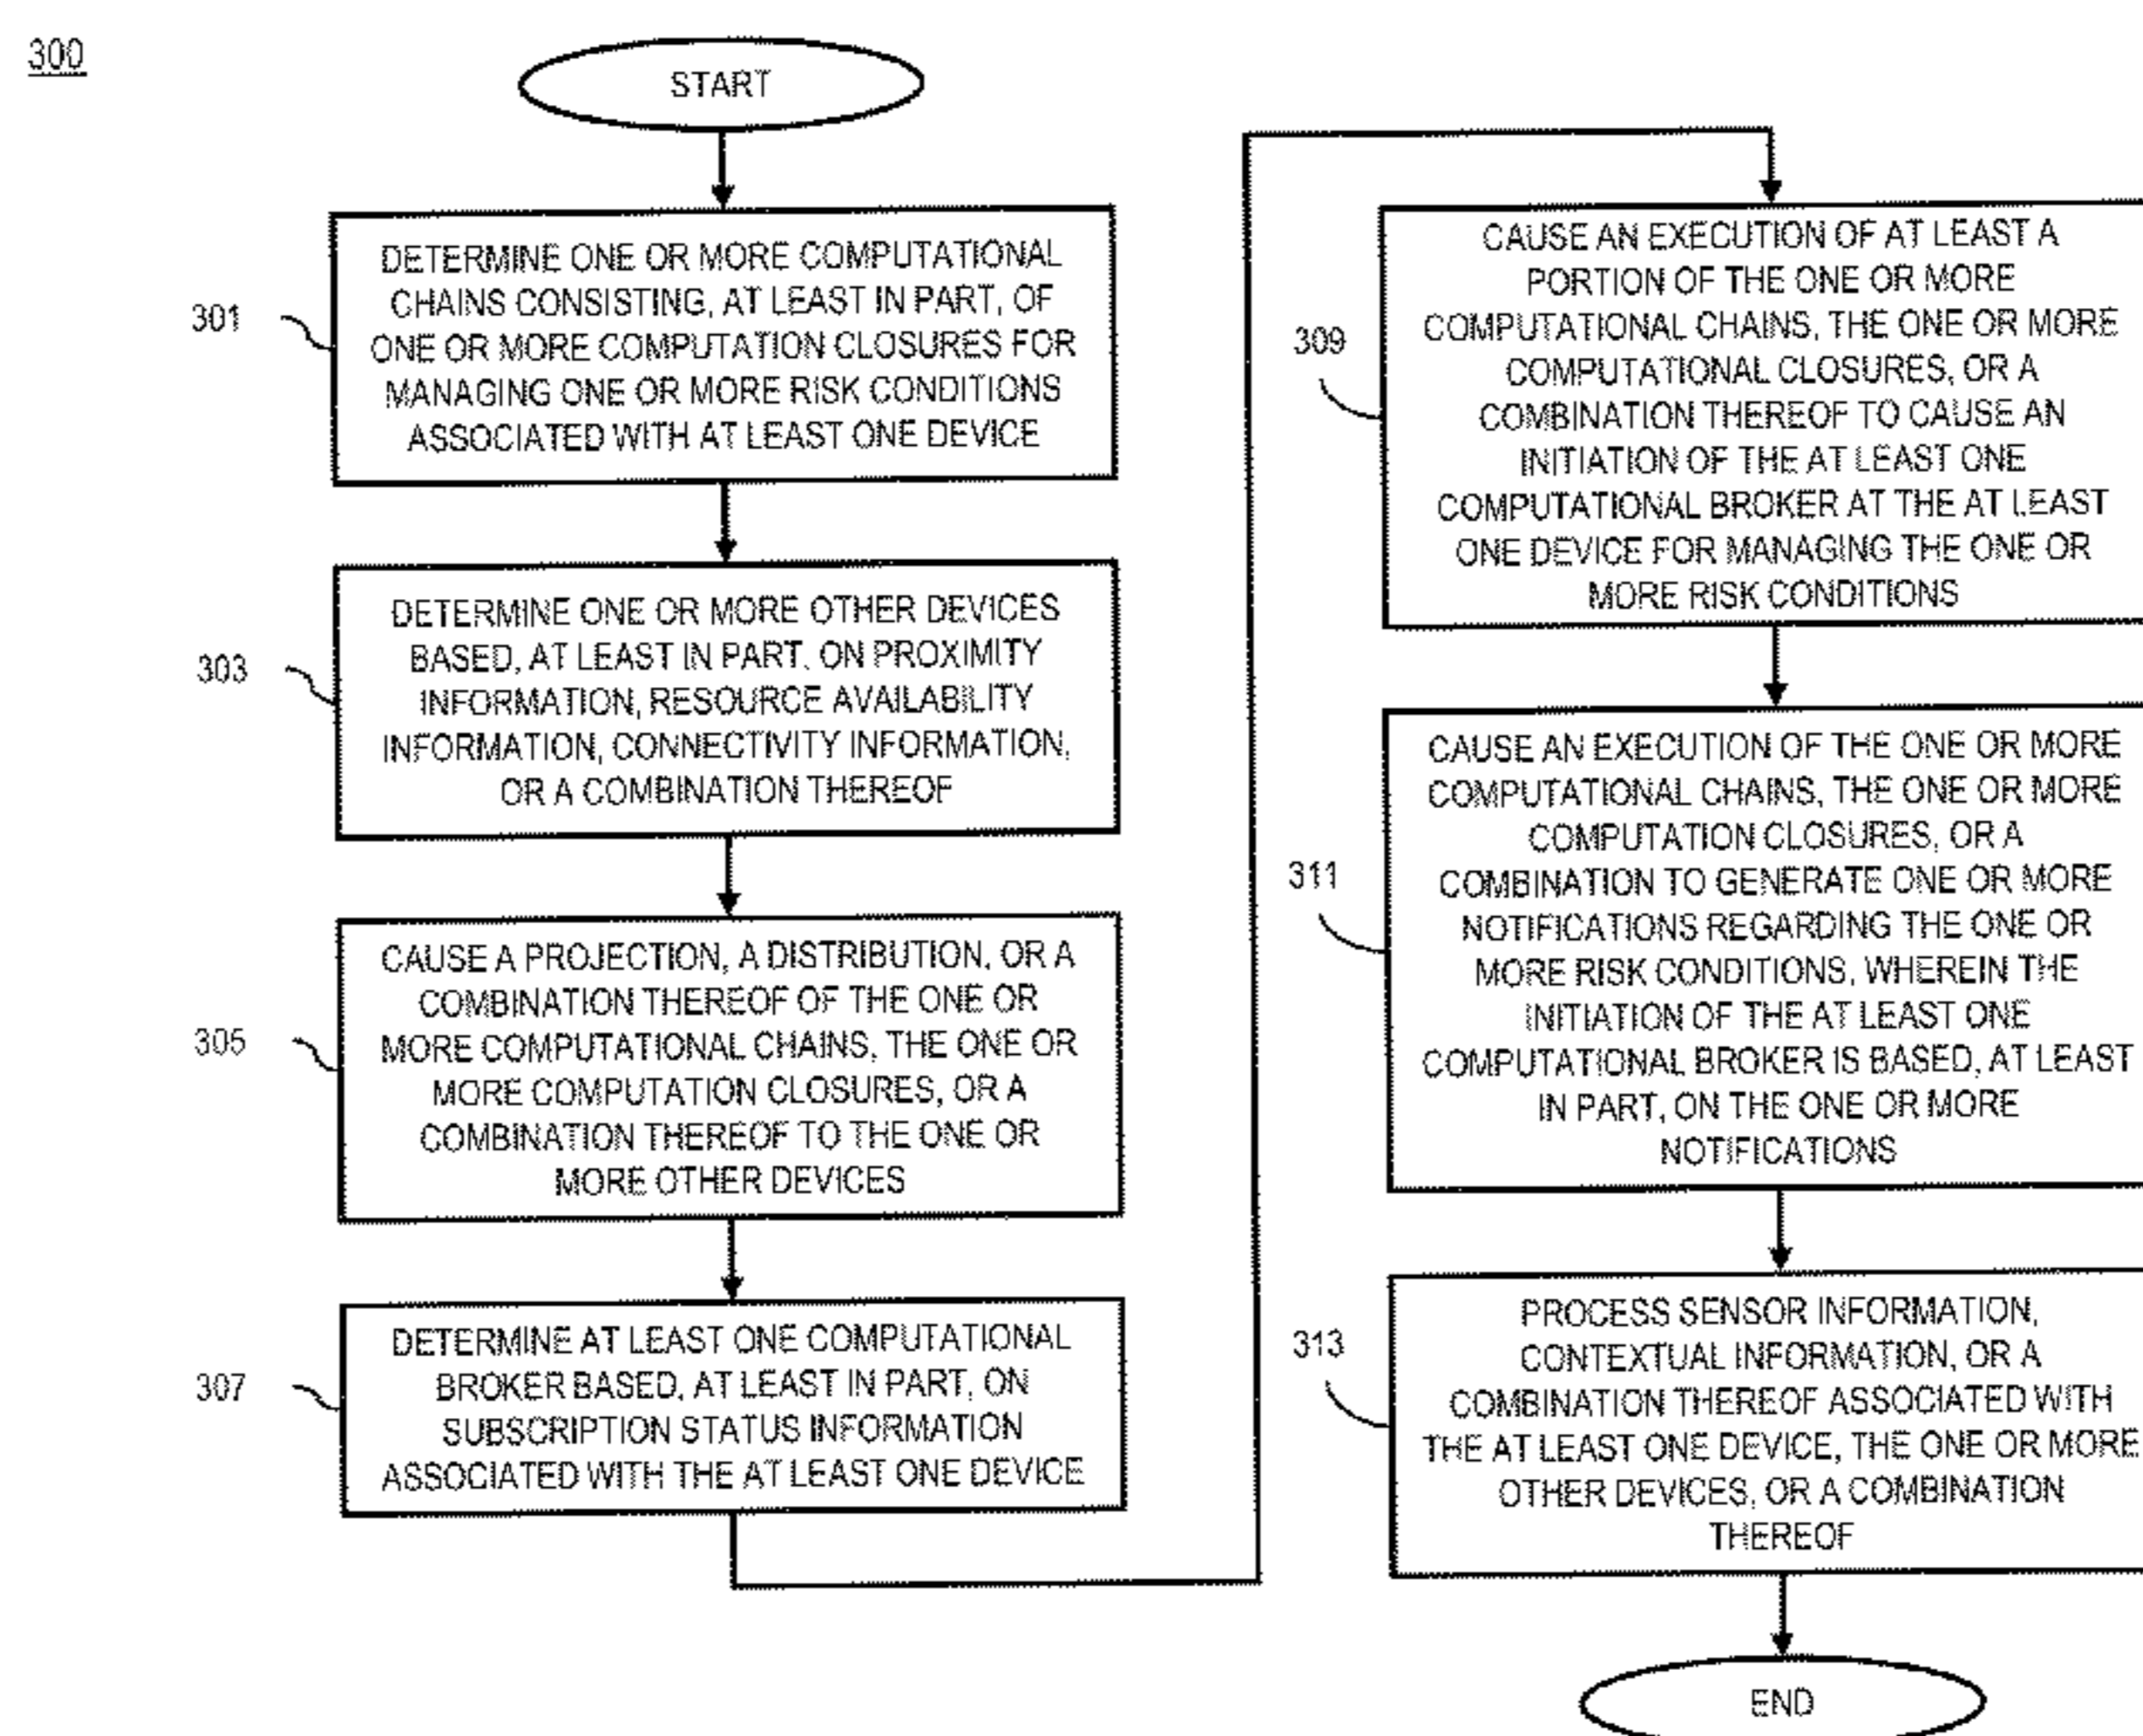 300
START
301
DETERMINE ONE OR MORE COMPUTATIONAL
CHAINS CONSISTING, AT LEAST IN PART, OF
ONE OR MORE COMPUTATION CLOSURES FOR
MANAGING ONE OR MORE RISK CONDITIONS
ASSOCIATED WITH AT LEAST ONE DEVICE
303
DETERMINE ONE OR MORE OTHER DEVICES
BASED, AT LEAST IN PART, ON PROXIMITY
INFORMATION, RESOURCE AVAILABILITY
INFORMATION, CONNECTIVITY INFORMATION,
OR A COMBINATION THEREOF
305
CAUSE A PROJECTION, A DISTRIBUTION, OR A
COMBINATION THEREOF OF THE ONE OR
MORE COMPUTATIONAL CHAINS, THE ONE OR
MORE COMPUTATION CLOSURES, OR A
COMBINATION THEREOF TO THE ONE OR
MORE OTHER DEVICES
307
DETERMINE AT LEAST ONE COMPUTATIONAL
BROKER BASED, AT LEAST IN PART, ON
SUBSCRIPTION STATUS INFORMATION
ASSOCIATED WITH THE AT LEAST ONE DEVICE
309
CAUSE AN EXECUTION OF AT LEAST A
PORTION OF THE ONE OR MORE
COMPUTATIONAL CHAINS, THE ONE OR MORE
COMPUTATIONAL CLOSURES, OR A
COMBINATION THEREOF TO CAUSE AN
INITIATION OF THE AT LEAST ONE
COMPUTATIONAL BROKER AT THE AT LEAST
ONE DEVICE FOR MANAGING THE ONE OR
MORE RISK CONDITIONS
311
CAUSE AN EXECUTION OF THE ONE OR MORE
COMPUTATIONAL CHAINS, THE ONE OR MORE
COMPUTATION CLOSURES, OR A
COMBINATION TO GENERATE ONE OR MORE
NOTIFICATIONS REGARDING THE ONE OR
MORE RISK CONDITIONS, WHEREIN THE
INITIATION OF THE AT LEAST ONE
COMPUTATIONAL BROKER IS BASED, AT LEAST
IN PART, ON THE ONE OR MORE
NOTIFICATIONS
313
PROCESS SENSOR INFORMATION,
CONTEXTUAL INFORMATION, OR A
COMBINATION THEREOF ASSOCIATED WITH
THE AT LEAST ONE DEVICE, THE ONE OR MORE
OTHER DEVICES, OR A COMBINATION
THEREOF
END